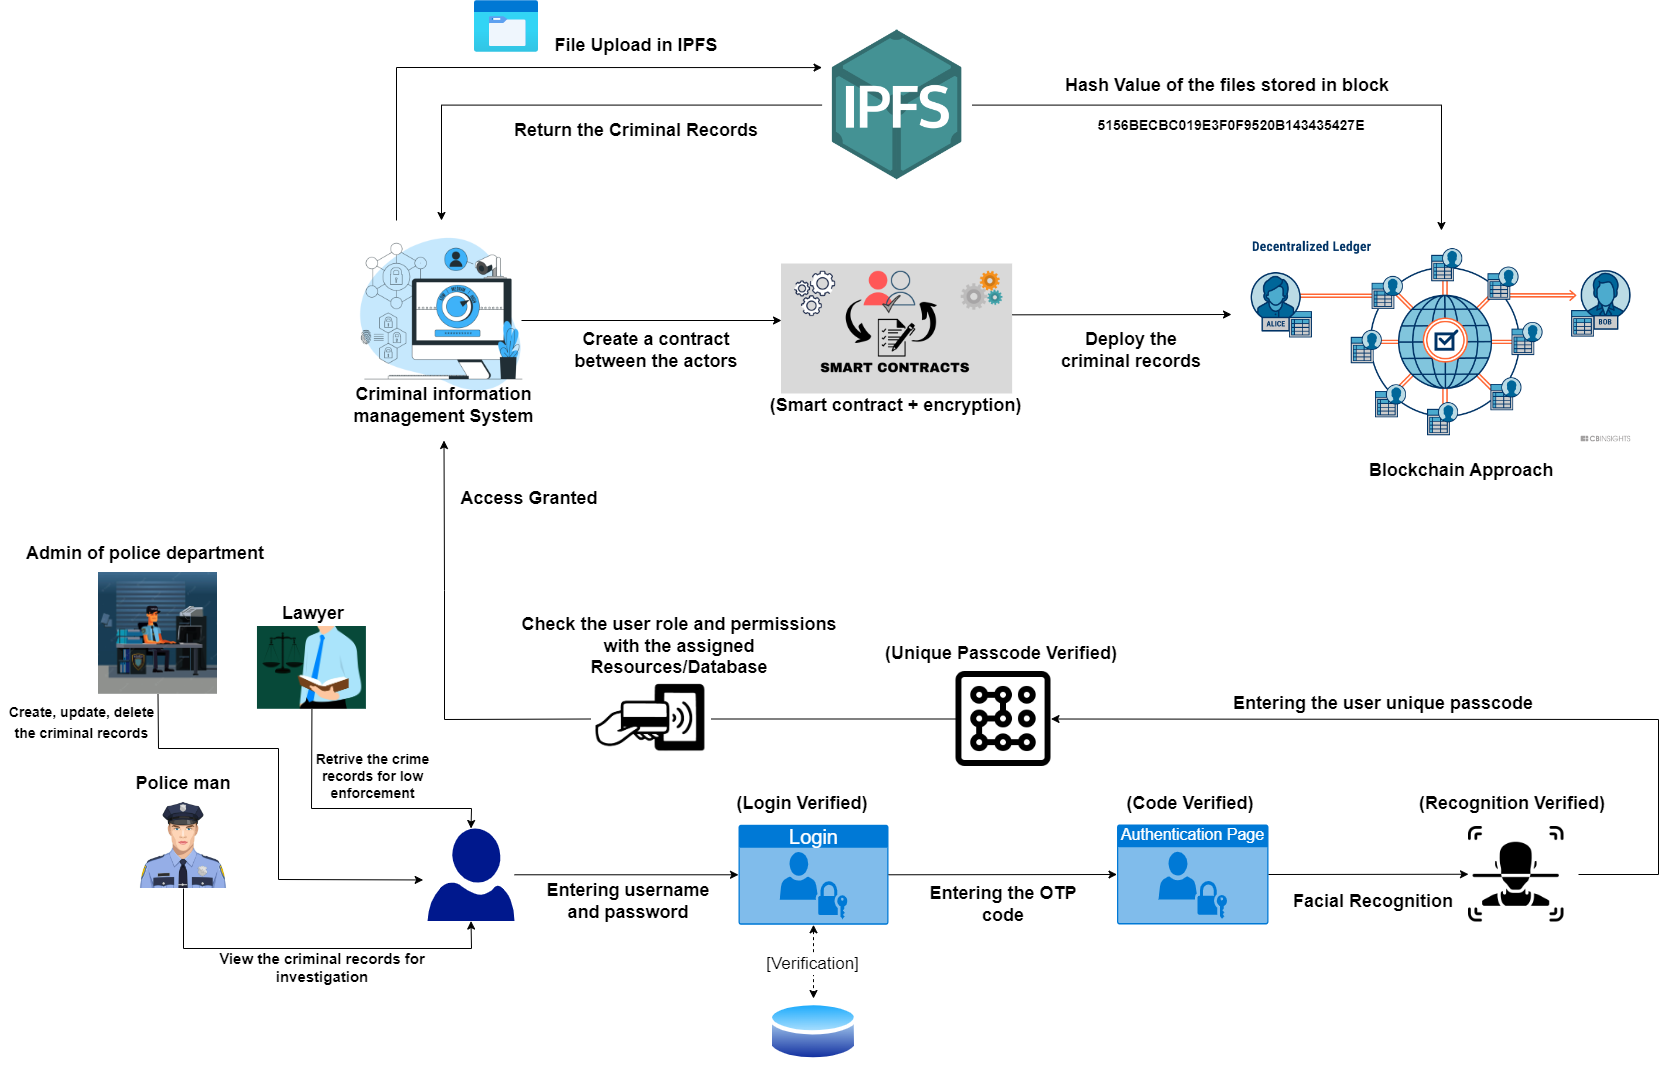 File Upload in IPFS
IPFS
Hash Value of the files stored in block
5156BECBC019E3F0F9520B143435427E
Return the Criminal Records
Decentralized Ledger
ALICE
BOB
Create a contract
between the actors
SMART CONTRACTS
(Smart contract + encryption)
Deploy the
criminal records
Criminal information
management System
CBINSIGHTS
Blockchain Approach
Access Granted
Admin of police department
Lawyer
Check the user role and permissions
with the assigned
Resources/Database
(Unique Passcode Verified)
Entering the user unique passcode
Create, update, delete
the criminal records
Retrive the crime
records for low
enforcement
Police man
(Login Verified)
(Code Verified)
(Recognition Verified)
Login
Authentication Page
Entering username
and password
Entering the OTP
code
Facial Recognition
View the criminal records for
investigation
[Verification]